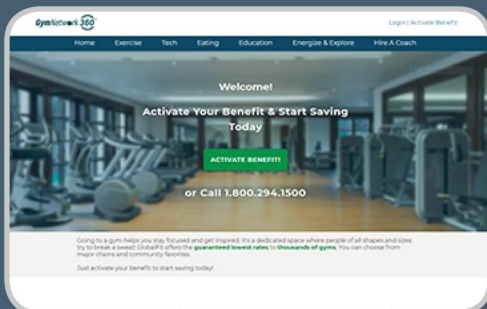 GymNetwork 360
Login | Activate Benefit
Home Exercise Tech Eating Education Energize & Explore Hire A Coach
Welcome!
Activate Your Benefit & Start Saving
Today
ACTIVATE BENEFIT!
or Call 1.800.294.1500
Going to a gym helps you stay focused and get inspired. It's a dedicated space where people of all shapes and sizes
try to break a sweat! GlobalFit offers the guaranteed lowest rates to thousands of gyms. You can choose from
major chains and community favorites.
Just activate your benefit to start saving today!